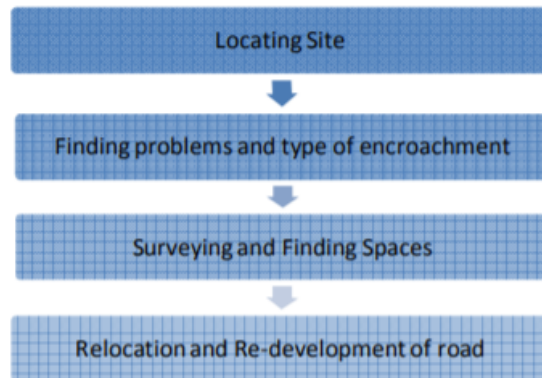 Locating Site
Finding problems and type of encroachment
Surveying and Finding Spaces
Relocation and Re-development of road